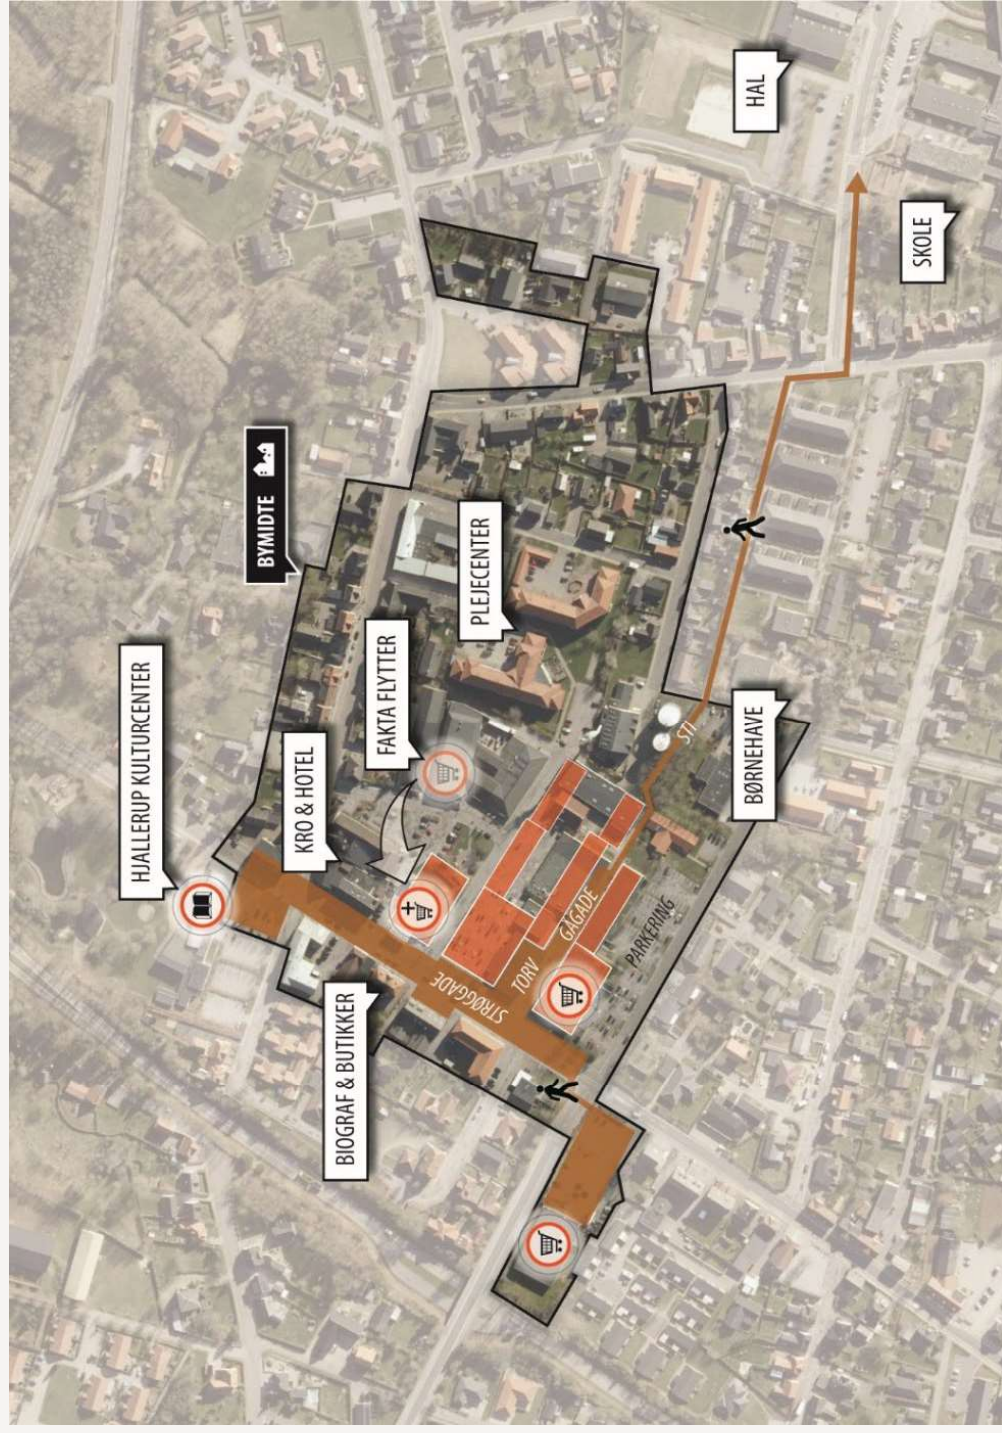 HJALLERUP KULTURCENTER
BYMIDTE
KRO & HOTEL
FAKTA FLYTTER
PLEJECENTER
BIOGRAF & BUTIKKER
STRØGGADE
TORV
GÅGADE
PARKERING
STI
BØRNEHAVE
HAL
SKOLE